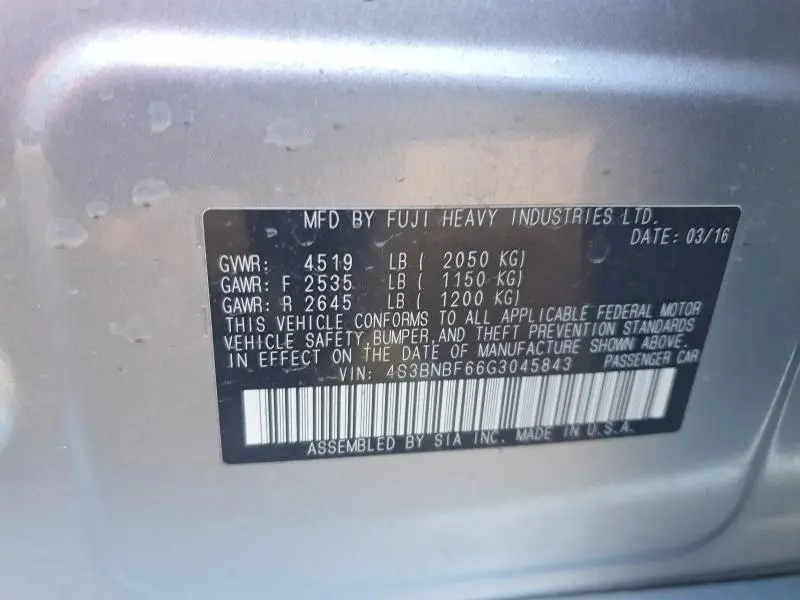 MFD BY FUJI HEAVY INDUSTRIES LTD.
DATE: 03/16
GVWR: 4519 LB ( 2050 KG)
GAWR: F 2535 LB ( 1150 KG)
GAWR: R 2645 LB ( 1200 KG)
THIS VEHICLE CONFORMS TO ALL APPLICABLE FEDERAL MOTOR
VEHICLE SAFETY, BUMPER, AND THEFT PREVENTION STANDARDS
IN EFFECT ON THE DATE OF MANUFACTURE SHOWN ABOVE.
VIN: 4S3BNBF66G3045843 PASSENGER CAR
ASSEMBLED BY SIA INC. MADE IN U.S.A.